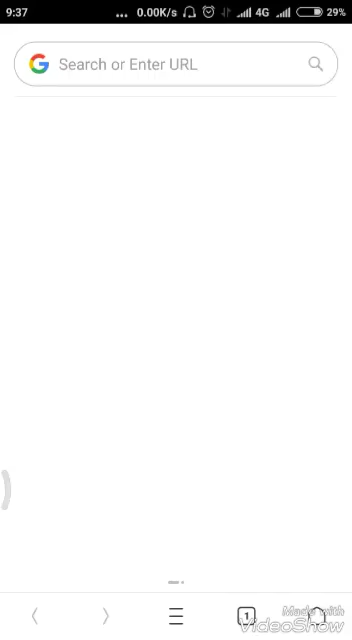 9:37 ... 0.00K/s 4G 29%
G Search or Enter URL
1
Made with
VideoShow